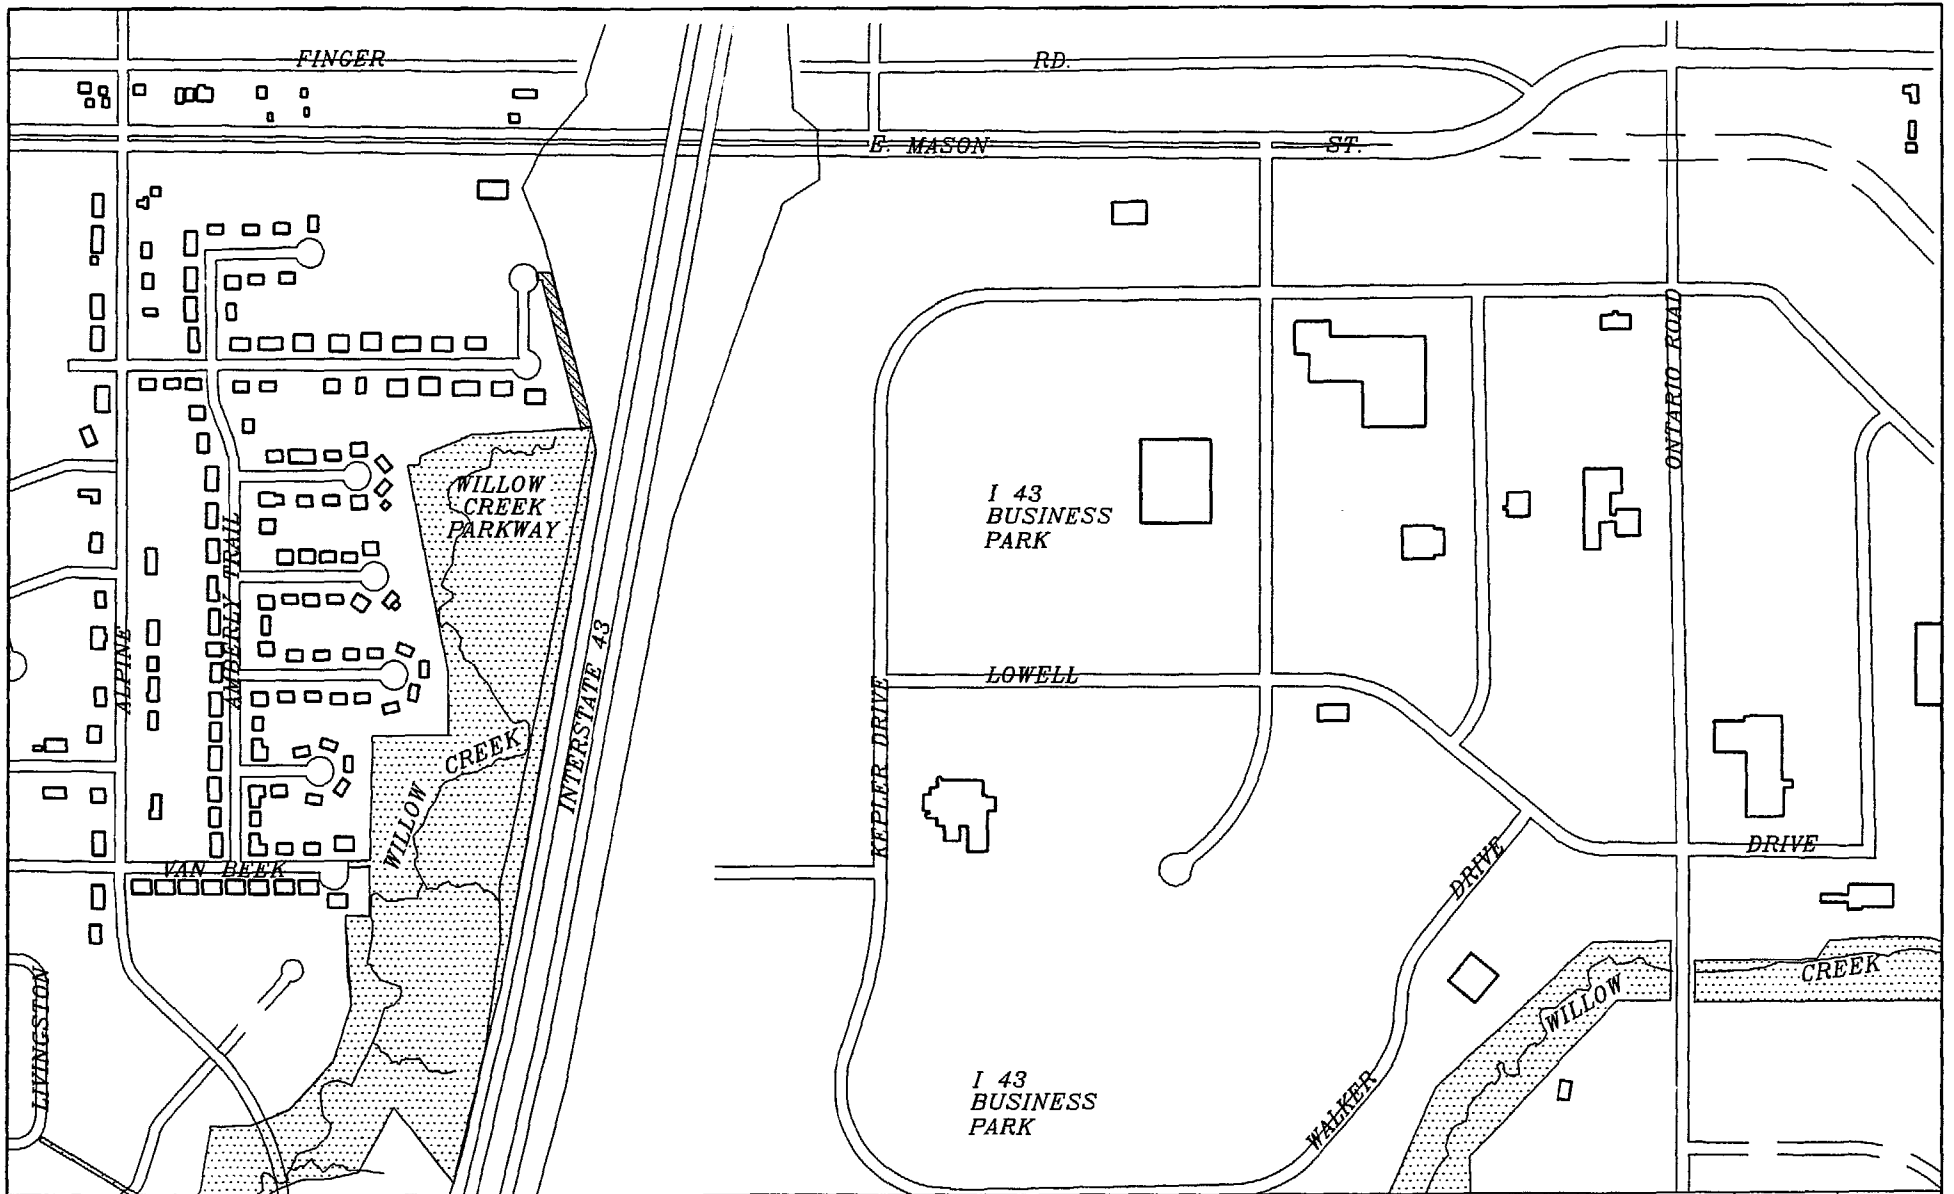 FINGER
RD.
E. MASON
ST.
WILLOW
CREEK
PARKWAY
I 43
BUSINESS
PARK
ONTARIO ROAD
AMBERLY TRAIL
ALPINE
INTERSTATE 43
LOWELL
KEPLER DRIVE
WILLOW
CREEK
VAN BEEK
DRIVE
DRIVE
LIVINGSTON
WILLOW
CREEK
I 43
BUSINESS
PARK
WALKER